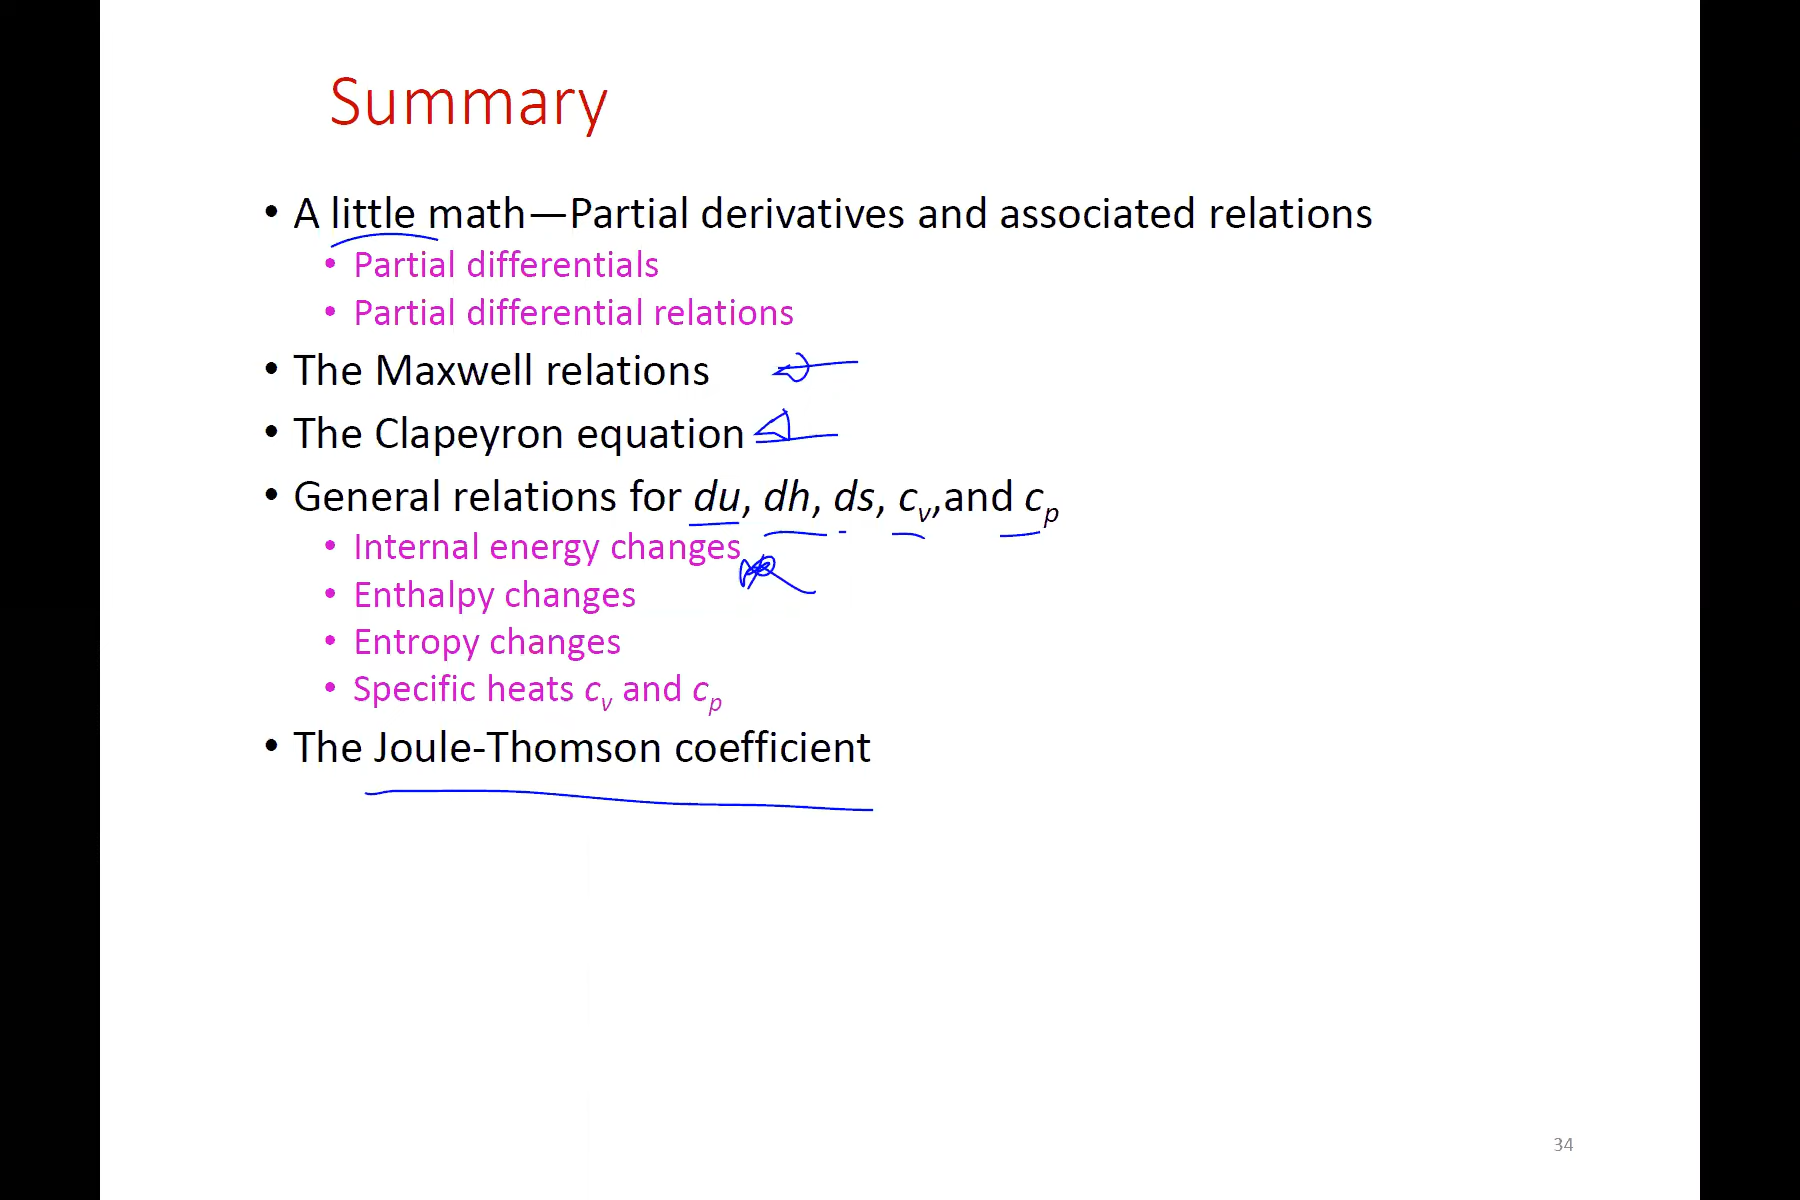 Summary
• A little math—Partial derivatives and associated relations
• Partial differentials
• Partial differential relations
• The Maxwell relations
• The Clapeyron equation
• General relations for du, dh, ds, cv,and cp
• Internal energy changes
• Enthalpy changes
• Entropy changes
• Specific heats cv and cp
• The Joule-Thomson coefficient
34